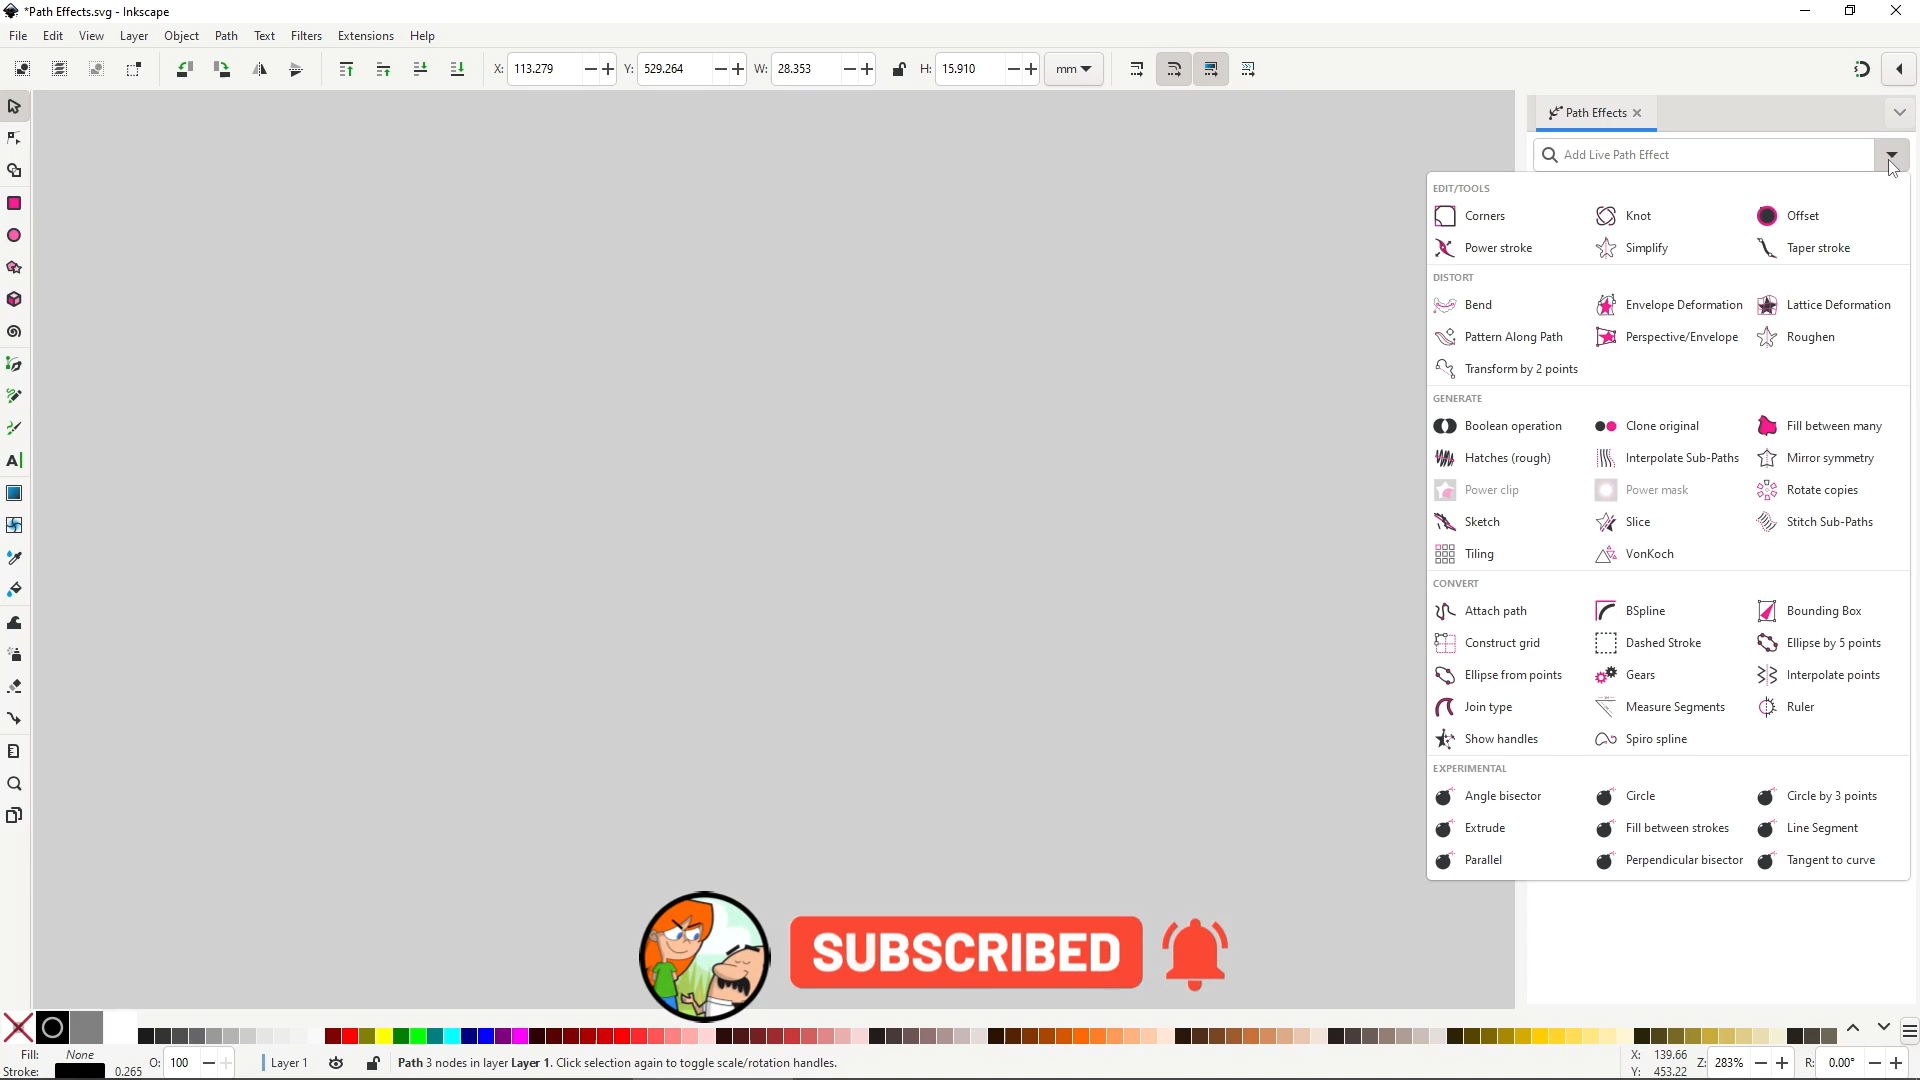 *Path Effects.svg - Inkscape
File Edit View Layer Object Path Text Filters Extensions Help
X: 113.279 Y: 529.264 W: 28.353 H: 15.910 mm
Path Effects
Add Live Path Effect
EDIT/TOOLS
Corners Knot Offset
Power stroke Simplify Taper stroke
DISTORT
Bend Envelope Deformation Lattice Deformation
Pattern Along Path Perspective/Envelope Roughen
Transform by 2 points
GENERATE
Boolean operation Clone original Fill between many
Hatches (rough) Interpolate Sub-Paths Mirror symmetry
Power clip Power mask Rotate copies
Sketch Slice Stitch Sub-Paths
Tiling VonKoch
CONVERT
Attach path BSpline Bounding Box
Construct grid Dashed Stroke Ellipse by 5 points
Ellipse from points Gears Interpolate points
Join type Measure Segments Ruler
Show handles Spiro spline
EXPERIMENTAL
Angle bisector Circle Circle by 3 points
Extrude Fill between strokes Line Segment
Parallel Perpendicular bisector Tangent to curve
SUBSCRIBED
Fill: None
Stroke: 0.265
O: 100 Layer 1 Path 3 nodes in layer Layer 1. Click selection again to toggle scale/rotation handles.
X: 139.66
Y: 453.22
Z: 283% R: 0.00°